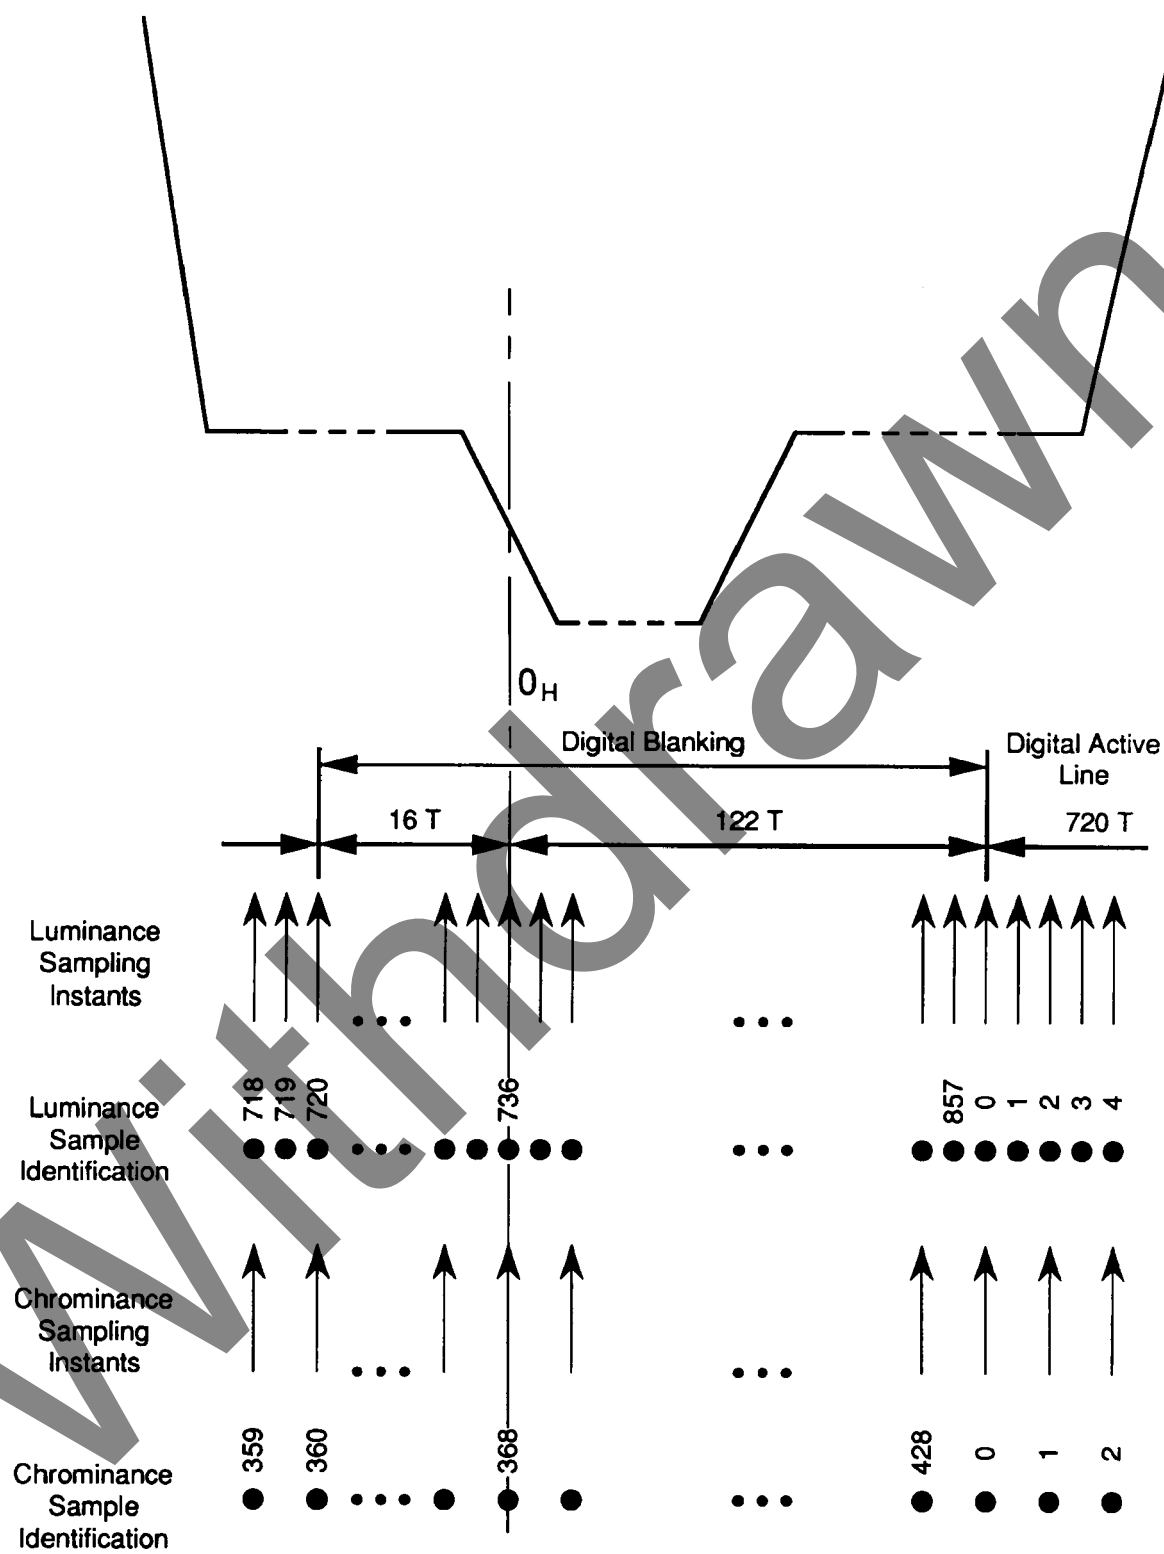 0H
Digital Blanking
Digital Active
Line
16 T
122 T
720 T
Luminance
Sampling
Instants
Luminance
Sample
Identification
718
719
720
736
857
0
1
2
3
4
Chrominance
Sampling
Instants
Chrominance
Sample
Identification
359
360
368
428
0
1
2
Withdrawn